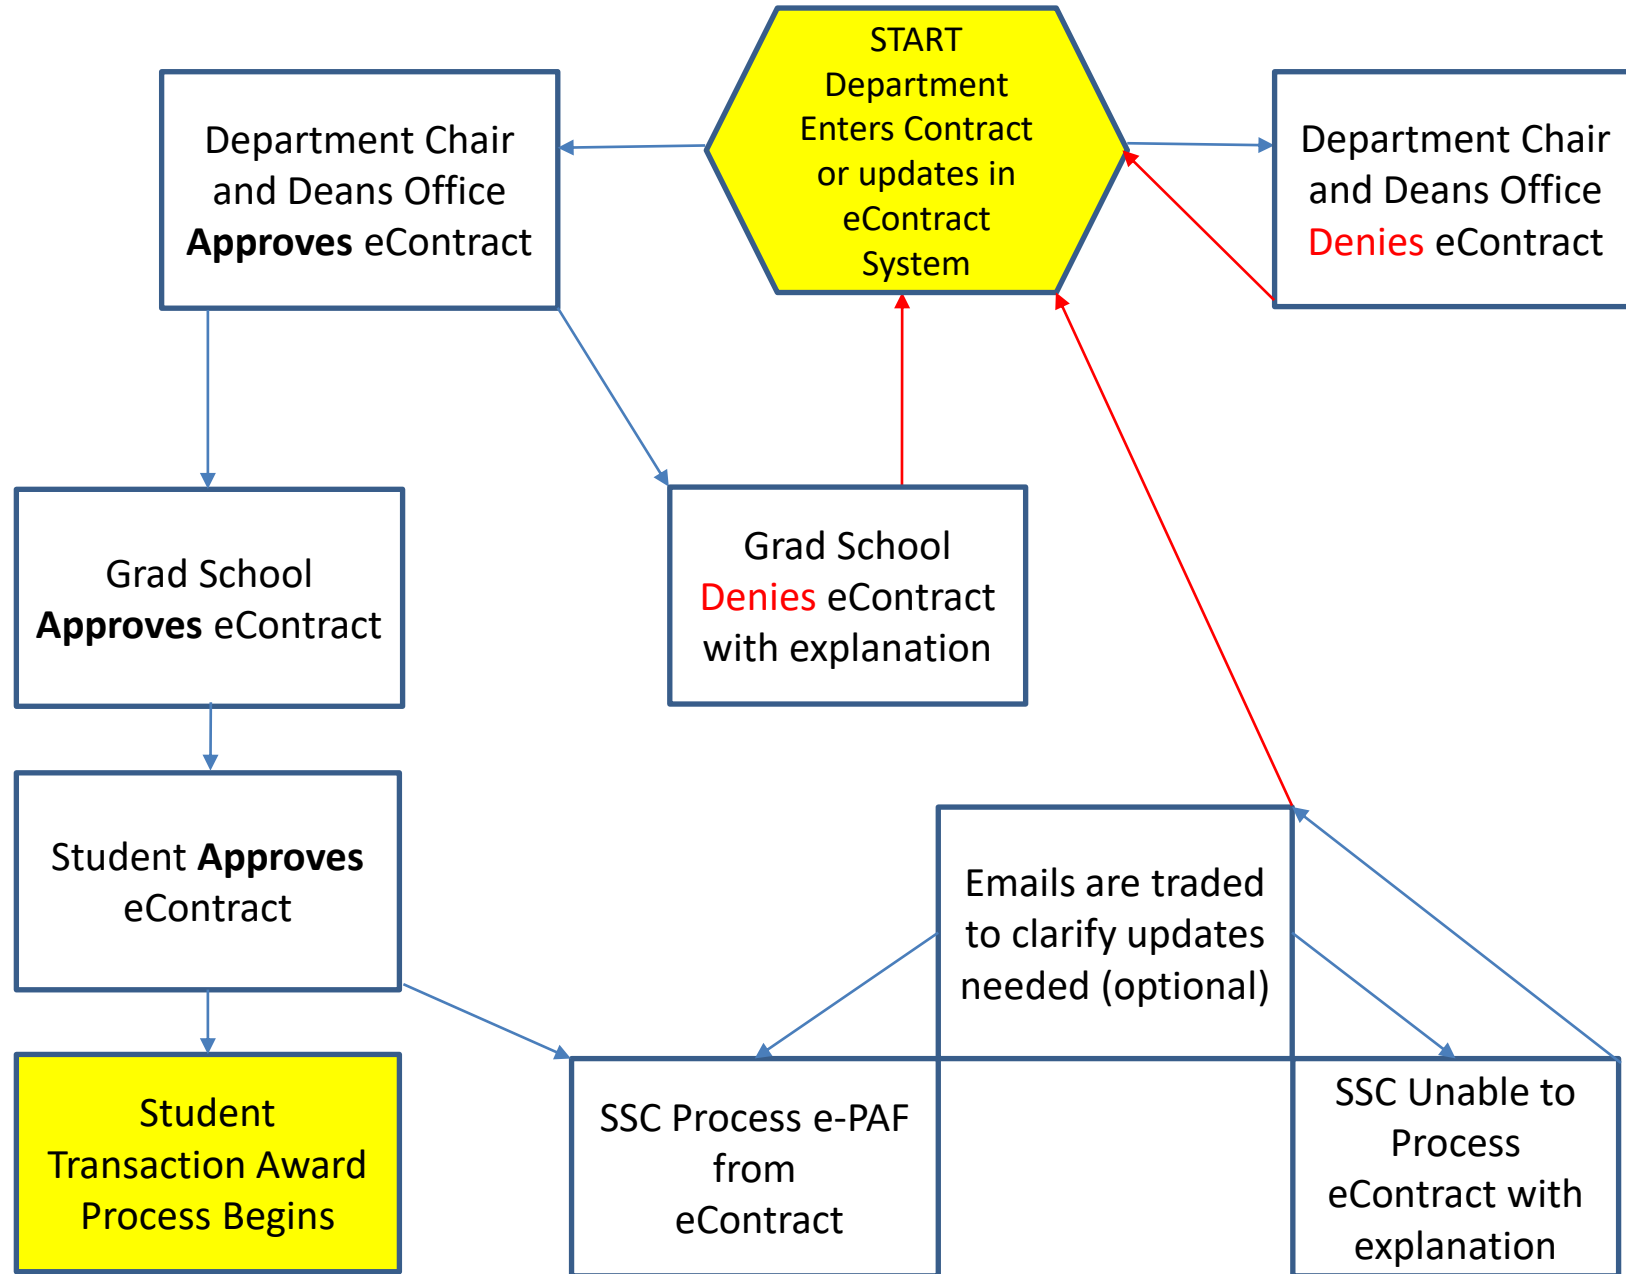 START
Department
Enters Contract
or updates in
eContract
System
Department Chair
and Deans Office
Approves eContract
Department Chair
and Deans Office
Denies eContract
Grad School
Approves eContract
Grad School
Denies eContract
with explanation
Student Approves
eContract
Emails are traded
to clarify updates
needed (optional)
Student
Transaction Award
Process Begins
SSC Process e-PAF
from
eContract
SSC Unable to
Process
eContract with
explanation